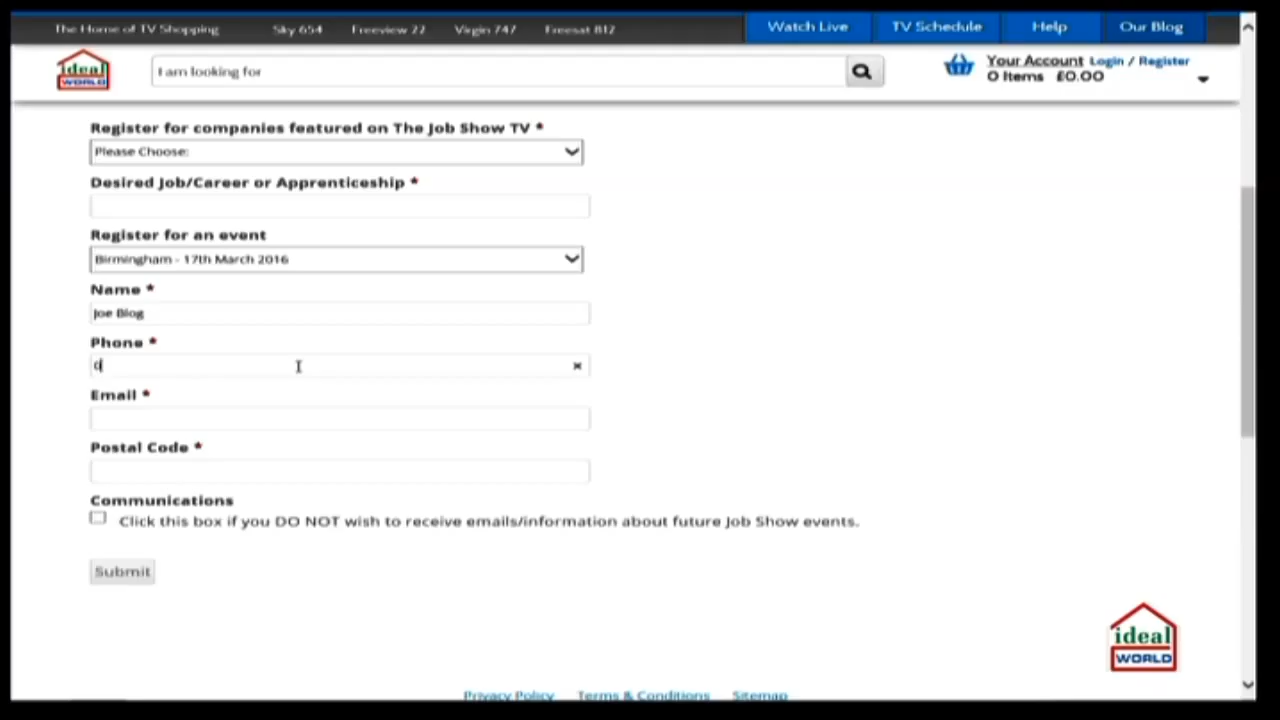 The Home of TV Shopping Sky 654 Freeview 22 Virgin 747 Freesat 812 Watch Live TV Schedule Help Our Blog
ideal WORLD
I am looking for
Your Account Login / Register
0 Items £0.00
Register for companies featured on The Job Show TV *
Please Choose:
Desired Job/Career or Apprenticeship *
Register for an event
Birmingham - 17th March 2016
Name *
Joe Blog
Phone *
Email *
Postal Code *
Communications
Click this box if you DO NOT wish to receive emails/information about future Job Show events.
Submit
ideal
WORLD
Privacy Policy Terms & Conditions Sitemap